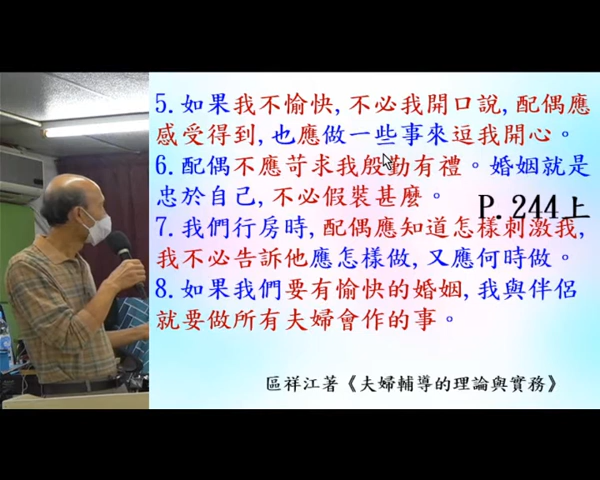 5.如果我不愉快,不必我開口說,配偶應
感受得到,也應做一些事來逗我開心。
6.配偶不應苛求我殷勤有禮。婚姻就是
忠於自己,不必假裝甚麼。
P.244上
7.我們行房時,配偶應知道怎樣刺激我,
我不必告訴他應怎樣做,又應何時做。
8.如果我們要有愉快的婚姻,我與伴侶
就要做所有夫婦會作的事。
區祥江著《夫婦輔導的理論與實務》